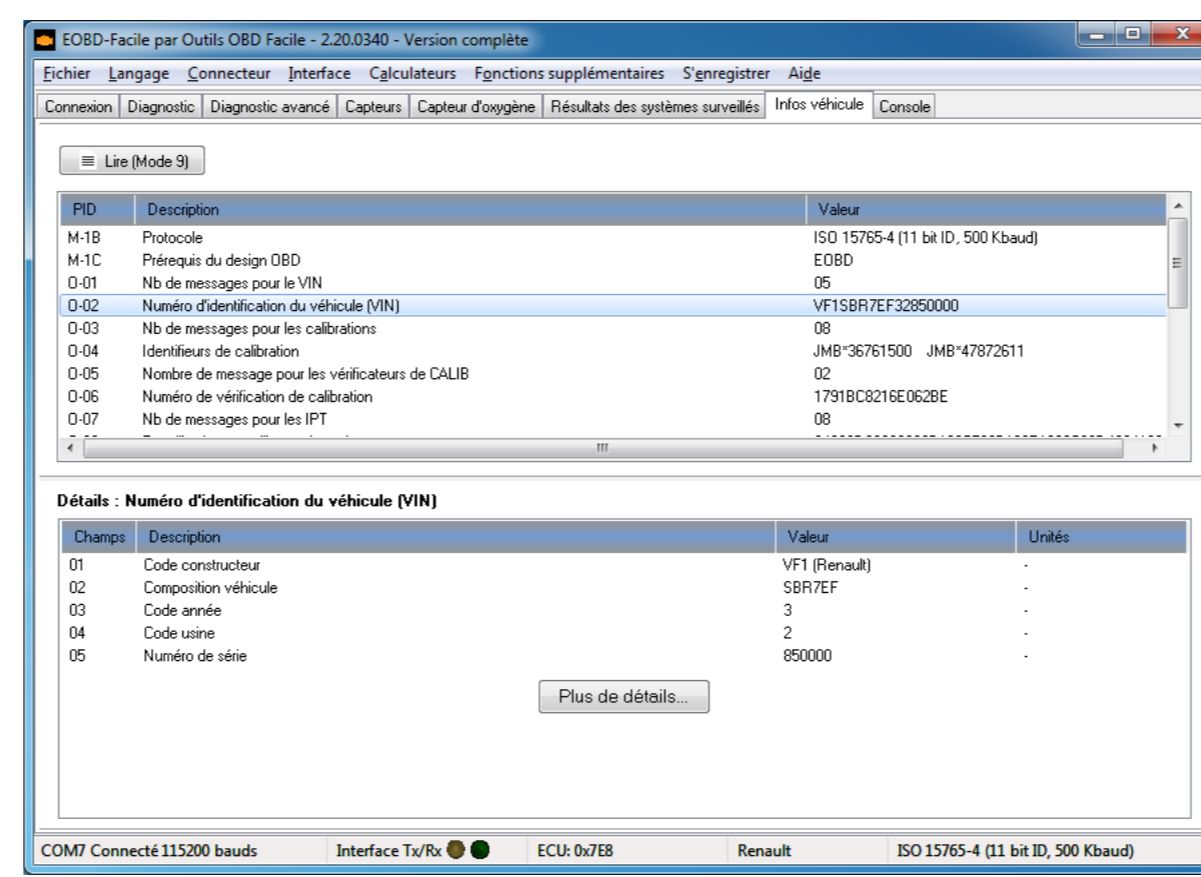 EOBD-Facile par Outils OBD Facile - 2.20.0340 - Version complète
Fichier Langage Connecteur Interface Calculateurs Fonctions supplémentaires S'enregistrer Aide
Connexion Diagnostic Diagnostic avancé Capteurs Capteur d'oxygène Résultats des systèmes surveillés Infos véhicule Console
Lire (Mode 9)
PID Description Valeur
M-1B Protocole ISO 15765-4 (11 bit ID, 500 Kbaud)
M-1C Prérequis du design OBD EOBD
O-01 Nb de messages pour le VIN 05
O-02 Numéro d'identification du véhicule (VIN) VF1SBR7EF32850000
O-03 Nb de messages pour les calibrations 08
O-04 Identifieurs de calibration JMB*36761500 JMB*47872611
O-05 Nombre de message pour les vérificateurs de CALIB 02
O-06 Numéro de vérification de calibration 1791BC8216E062BE
O-07 Nb de messages pour les IPT 08
Détails : Numéro d'identification du véhicule (VIN)
Champs Description Valeur Unités
01 Code constructeur VF1 (Renault) -
02 Composition véhicule SBR7EF -
03 Code année 3 -
04 Code usine 2 -
05 Numéro de série 850000 -
Plus de détails...
COM7 Connecté 115200 bauds Interface Tx/Rx ECU: 0x7E8 Renault ISO 15765-4 (11 bit ID, 500 Kbaud)